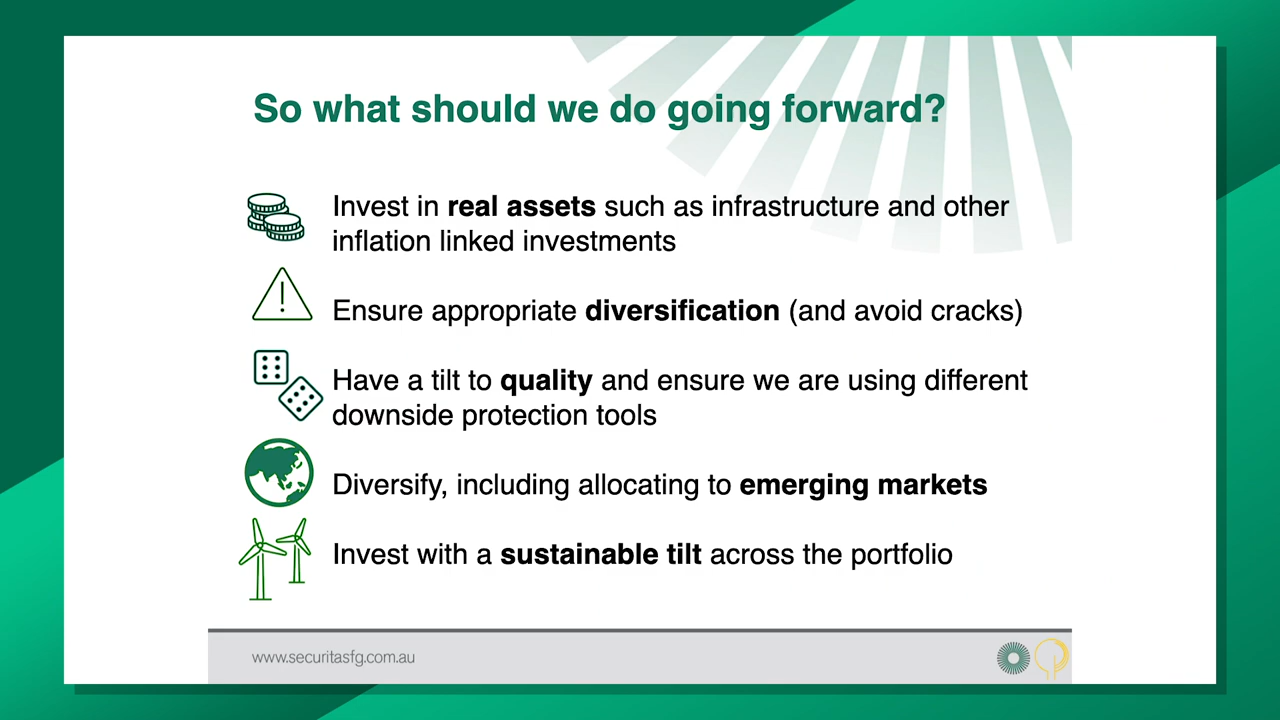 So what should we do going forward?
Invest in real assets such as infrastructure and other
inflation linked investments
Ensure appropriate diversification (and avoid cracks)
Have a tilt to quality and ensure we are using different
downside protection tools
Diversify, including allocating to emerging markets
Invest with a sustainable tilt across the portfolio
www.securitasfg.com.au